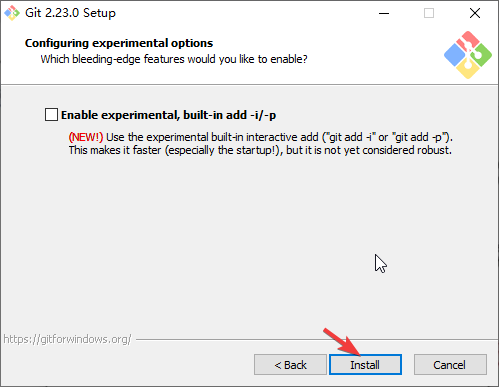 Git 2.23.0 Setup
Configuring experimental options
Which bleeding-edge features would you like to enable?
Enable experimental, built-in add -i/-p
(NEW!) Use the experimental built-in interactive add ("git add -i" or "git add -p").
This makes it faster (especially the startup!), but it is not yet considered robust.
https://gitforwindows.org/
< Back
Install
Cancel